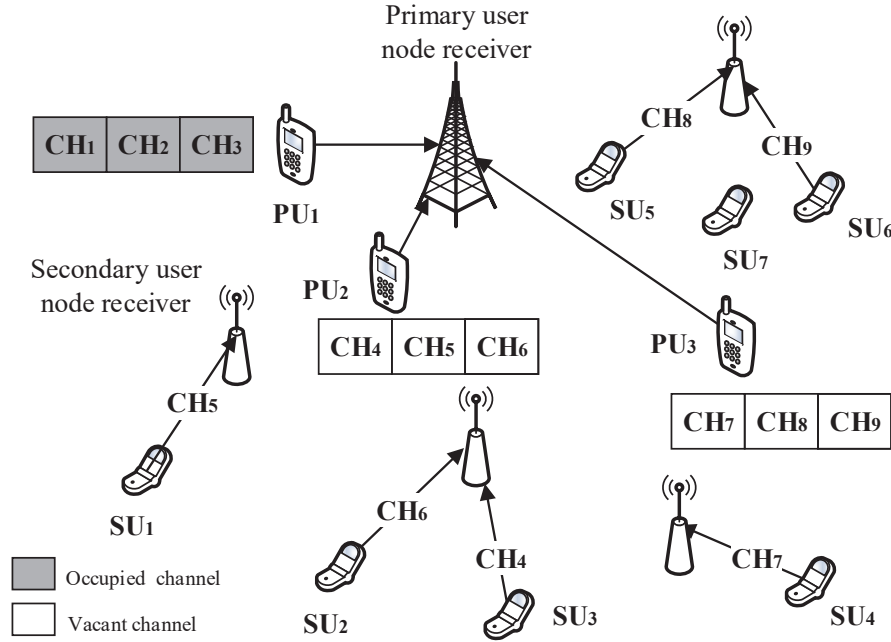 Primary user
node receiver
CH8
CH9
CH1 CH2 CH3
PU1
SU5
SU6
SU7
Secondary user
node receiver
PU2
PU3
CH4 CH5 CH6
CH5
CH7 CH8 CH9
CH6
SU1
CH4
CH7
Occupied channel
Vacant channel
SU2
SU3
SU4